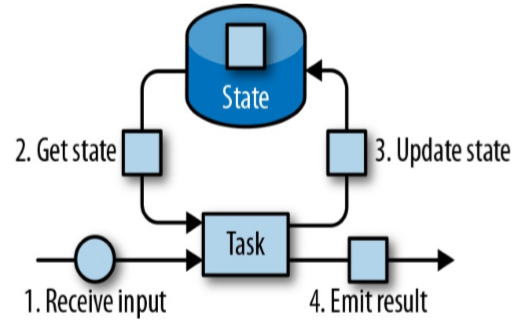 State
2. Get state
3. Update state
Task
1. Receive input
4. Emit result